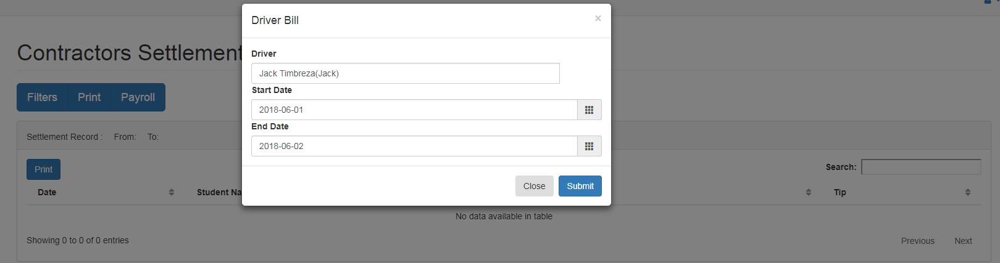 Driver Bill
×
Contractors Settlement
Driver
Jack Timbreza(Jack)
Start Date
2018-06-01
End Date
2018-06-02
Close Submit
Filters Print Payroll
Settlement Record : From: To:
Print
Search:
Date Student Na Tip
No data available in table
Showing 0 to 0 of 0 entries
Previous Next